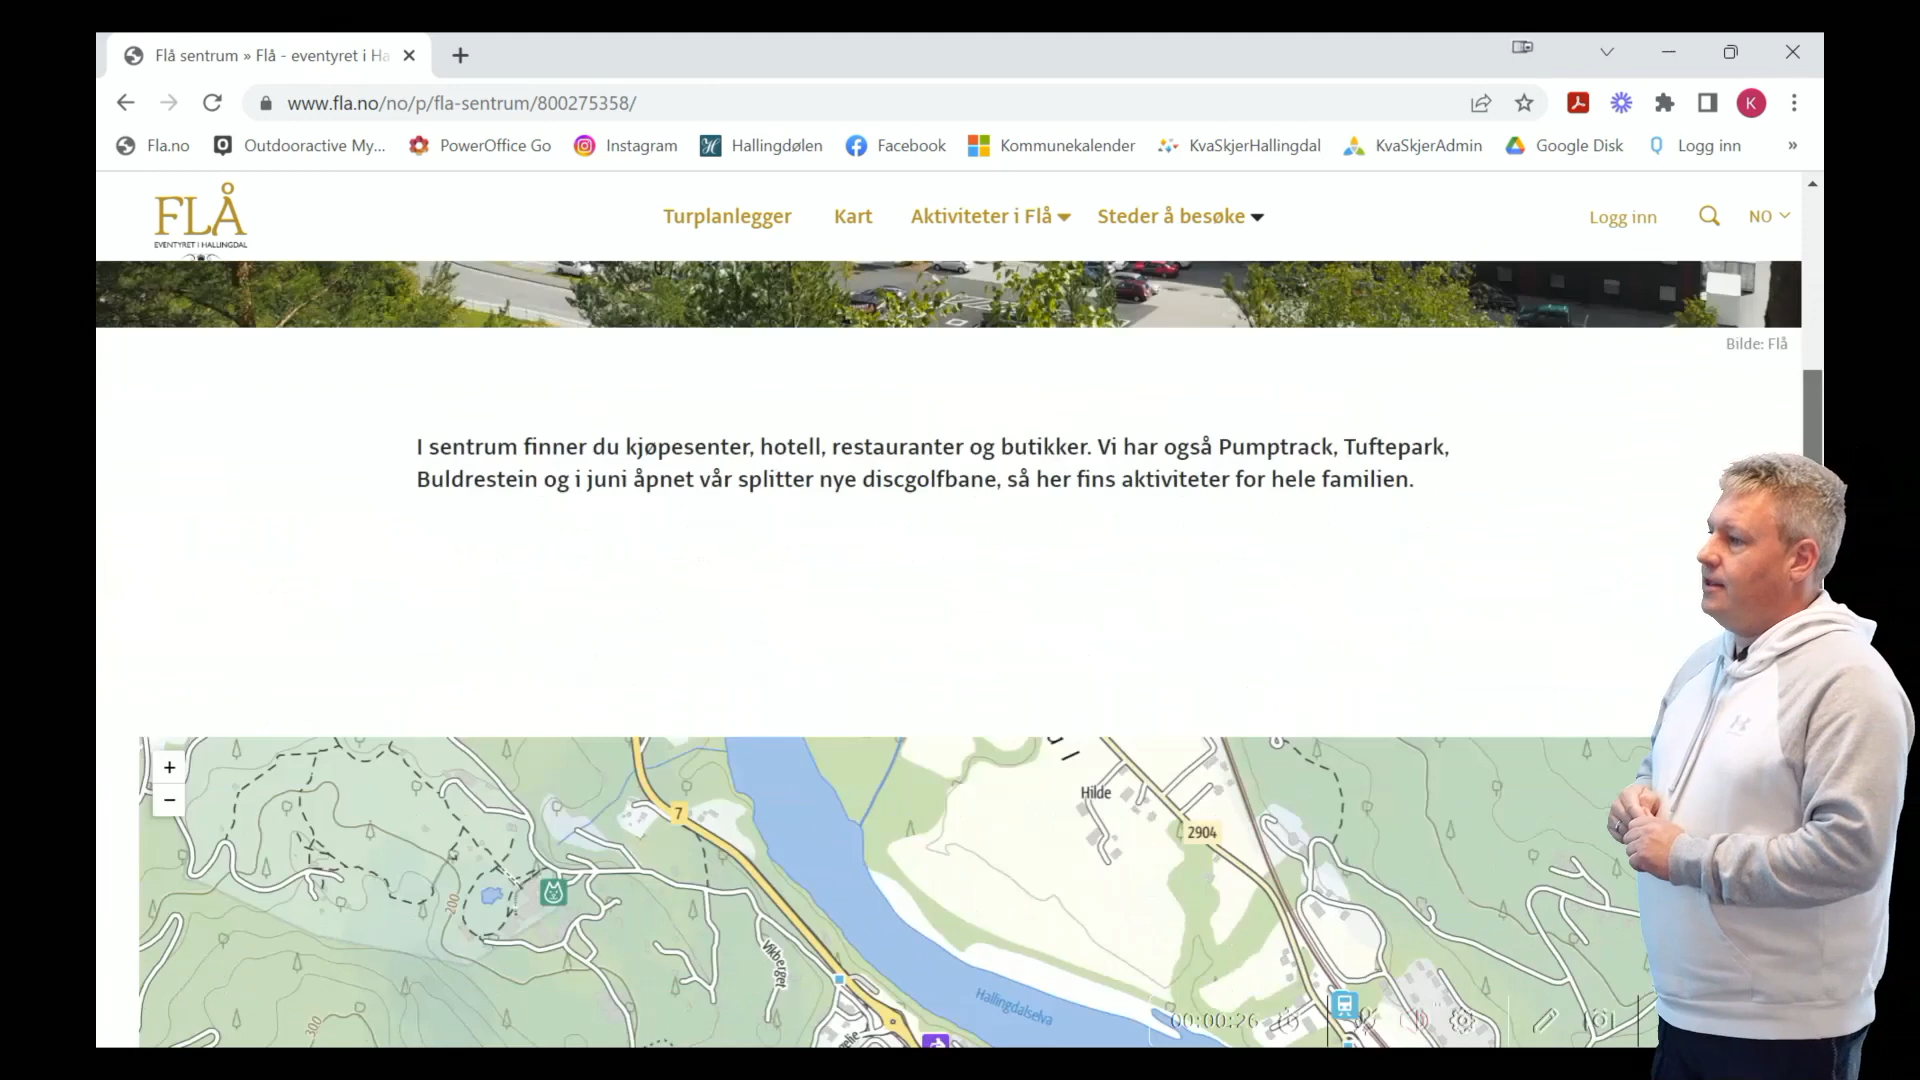 Flå sentrum » Flå - eventyret i Ha
www.fla.no/no/p/fla-sentrum/800275358/
K
Fla.no
Outdooractive My...
PowerOffice Go
Instagram
Hallingdølen
Facebook
Kommunekalender
KvaSkjerHallingdal
KvaSkjerAdmin
Google Disk
Logg inn
»
FLÅ
EVENTYRET I HALLINGDAL
Turplanlegger
Kart
Aktiviteter i Flå
Steder å besøke
Logg inn
NO
Bilde: Flå
I sentrum finner du kjøpesenter, hotell, restauranter og butikker. Vi har også Pumptrack, Tuftepark,
Buldrestein og i juni åpnet vår splitter nye discgolfbane, så her fins aktiviteter for hele familien.
+
−
Hilde
7
2904
200
Vikberget
Hallingdalselva
300
00:00:26